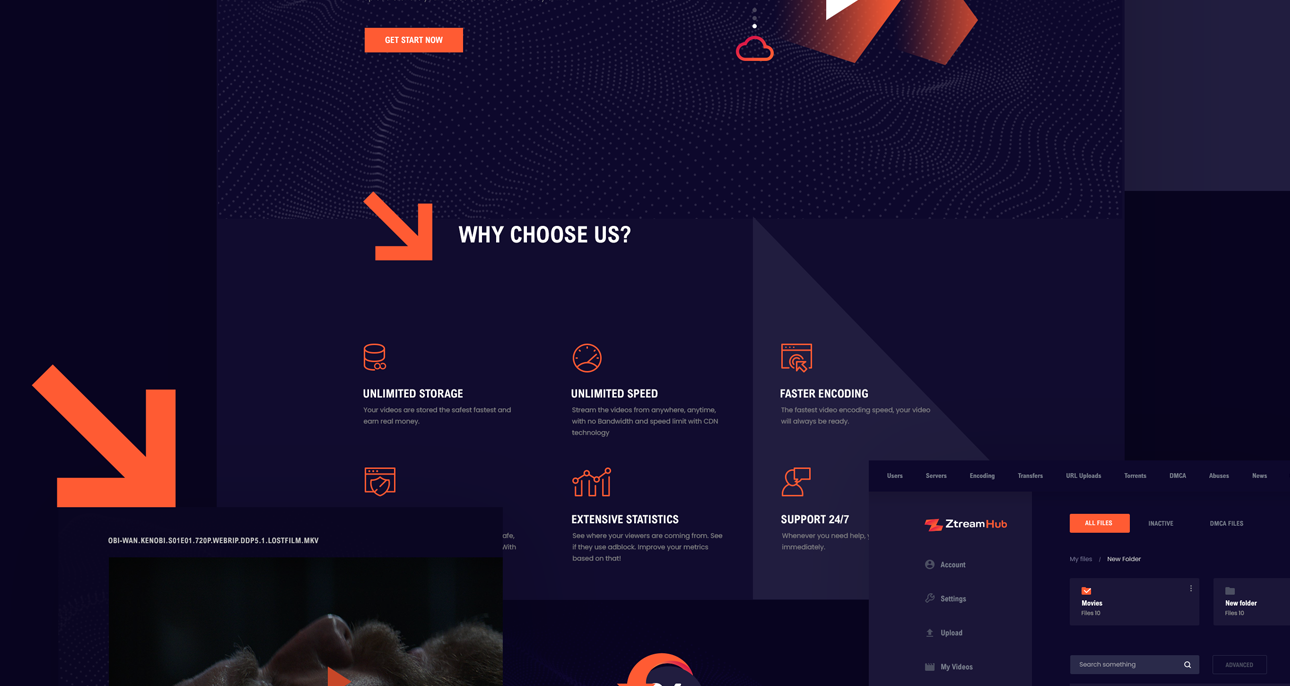 GET START NOW
WHY CHOOSE US?
UNLIMITED STORAGE
Your videos are stored the safest fastest and
earn real money.
UNLIMITED SPEED
Stream the videos from anywhere, anytime,
with no Bandwidth and speed limit with CDN
technology
FASTER ENCODING
The fastest video encoding speed, your video
will always be ready.
EXTENSIVE STATISTICS
See where your viewers are coming from. See
if they use adblock. Improve your metrics
based on that!
SUPPORT 24/7
Whenever you need help,
immediately.
OBI-WAN.KENOBI.S01E01.720P.WEBRIP.DDP5.1.LOSTFILM.MKV
Users Servers Encoding Transfers URL Uploads Torrents DMCA Abuses News
ZtreamHub
Account
Settings
Upload
My Videos
ALL FILES INACTIVE DMCA FILES
My files / New Folder
Movies
Files 10
New folder
Files 10
Search something
ADVANCED